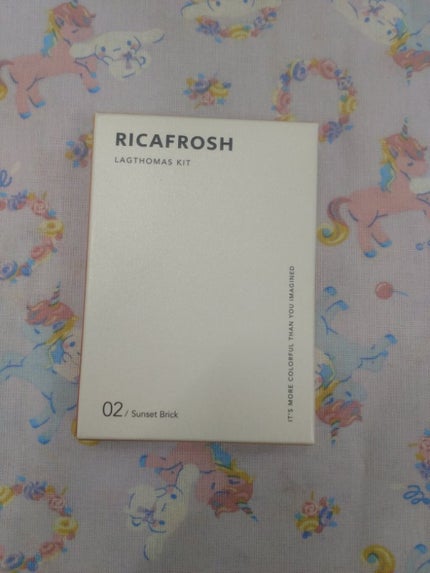 RICAFROSH
LAGTHOMAS KIT
IT'S MORE COLORFUL THAN YOU IMAGINED
02 / Sunset Brick